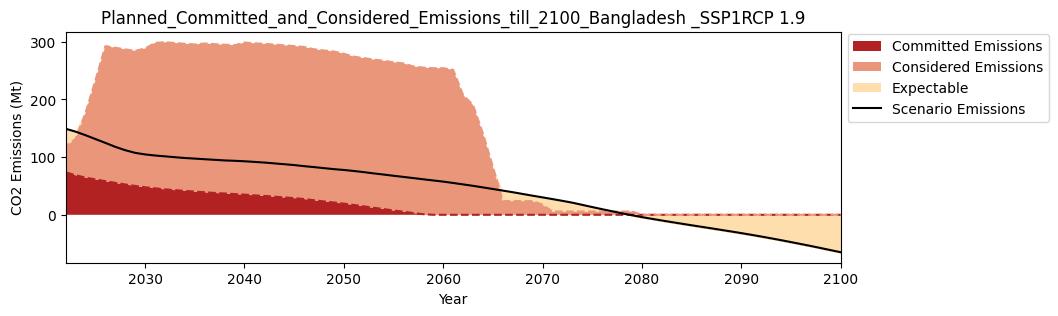 Planned_Committed_and_Considered_Emissions_till_2100_Bangladesh _SSP1RCP 1.9
300
200
100
0
CO2 Emissions (Mt)
2030 2040 2050 2060 2070 2080 2090 2100
Year
Committed Emissions
Considered Emissions
Expectable
Scenario Emissions